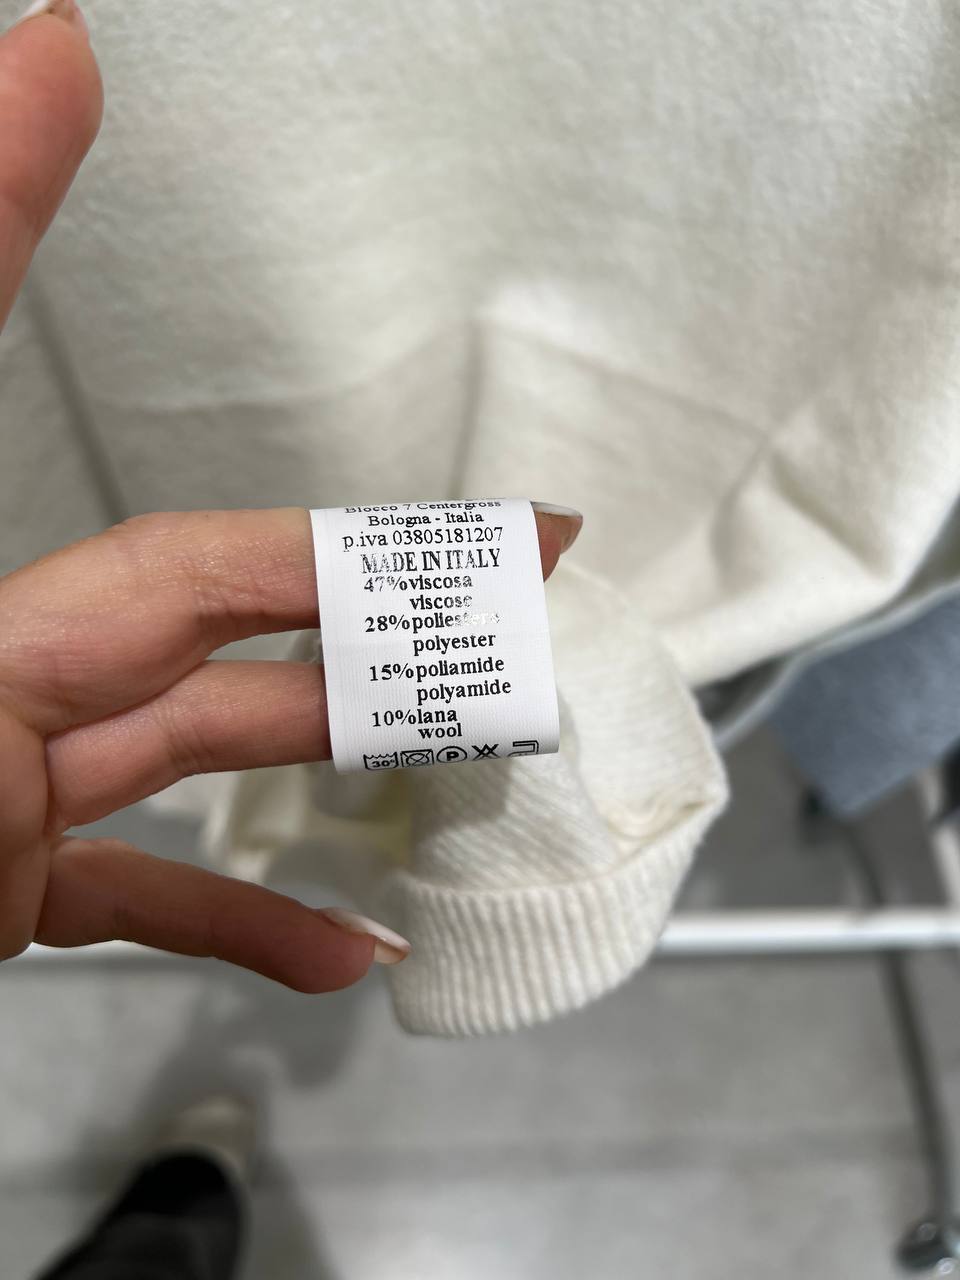 Blocco 7 Centergross
Bologna - Italia
p.iva 03805181207
MADE IN ITALY
47%viscosa
viscose
28%poliestere
polyester
15%poliamide
polyamide
10%lana
wool
30° P